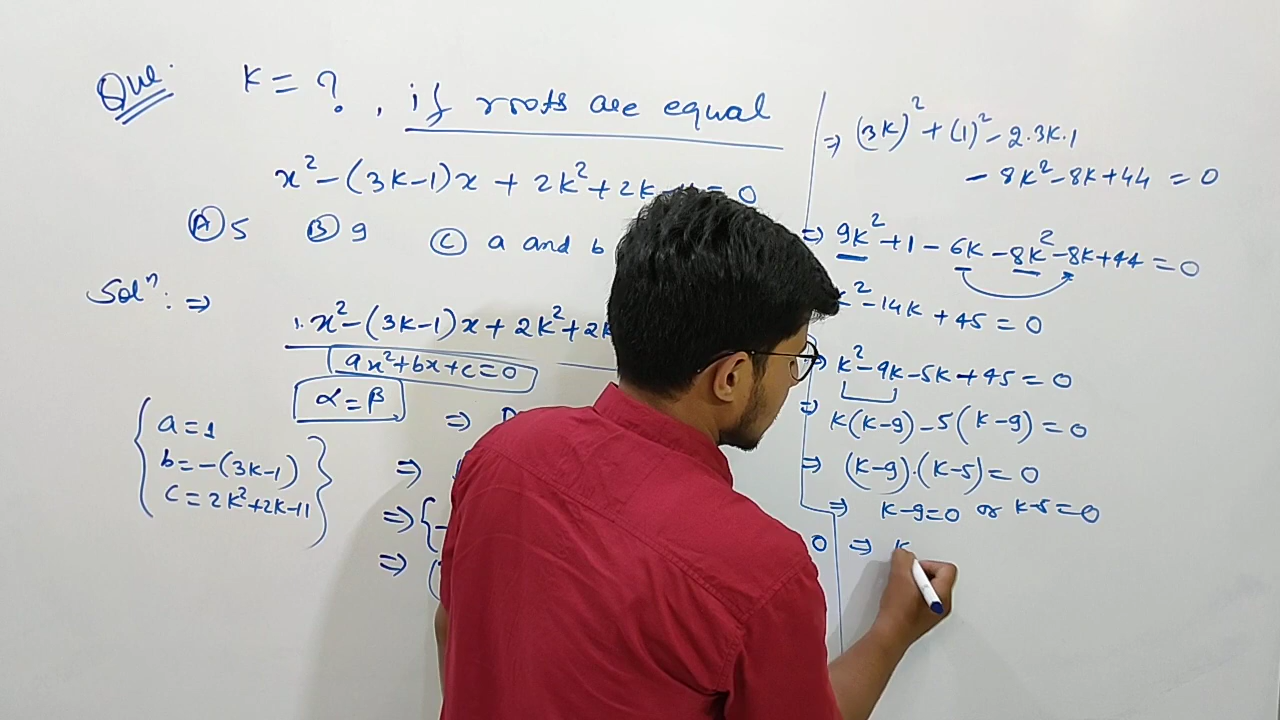 Que.
K = ? , if roots are equal
x² - (3K-1)x + 2K² + 2K = 0
(A) 5 (B) 9 (C) a and b
Solⁿ: ⇒
1.x² - (3K-1)x + 2K² + 2K
ax² + bx + c = 0
α = β ⇒
a = 1
b = -(3K-1) ⇒
c = 2K² + 2K - 11 ⇒ {-
⇒ (
⇒ (3K)² + (1)² - 2.3K.1
- 8K² - 8K + 44 = 0
⇒ 9K² + 1 - 6K - 8K² - 8K + 44 = 0
K² - 14K + 45 = 0
⇒ K² - 9K - 5K + 45 = 0
⇒ K(K-9) - 5(K-9) = 0
⇒ (K-9).(K-5) = 0
⇒ K-9=0 or K-5=0
0 ⇒ K